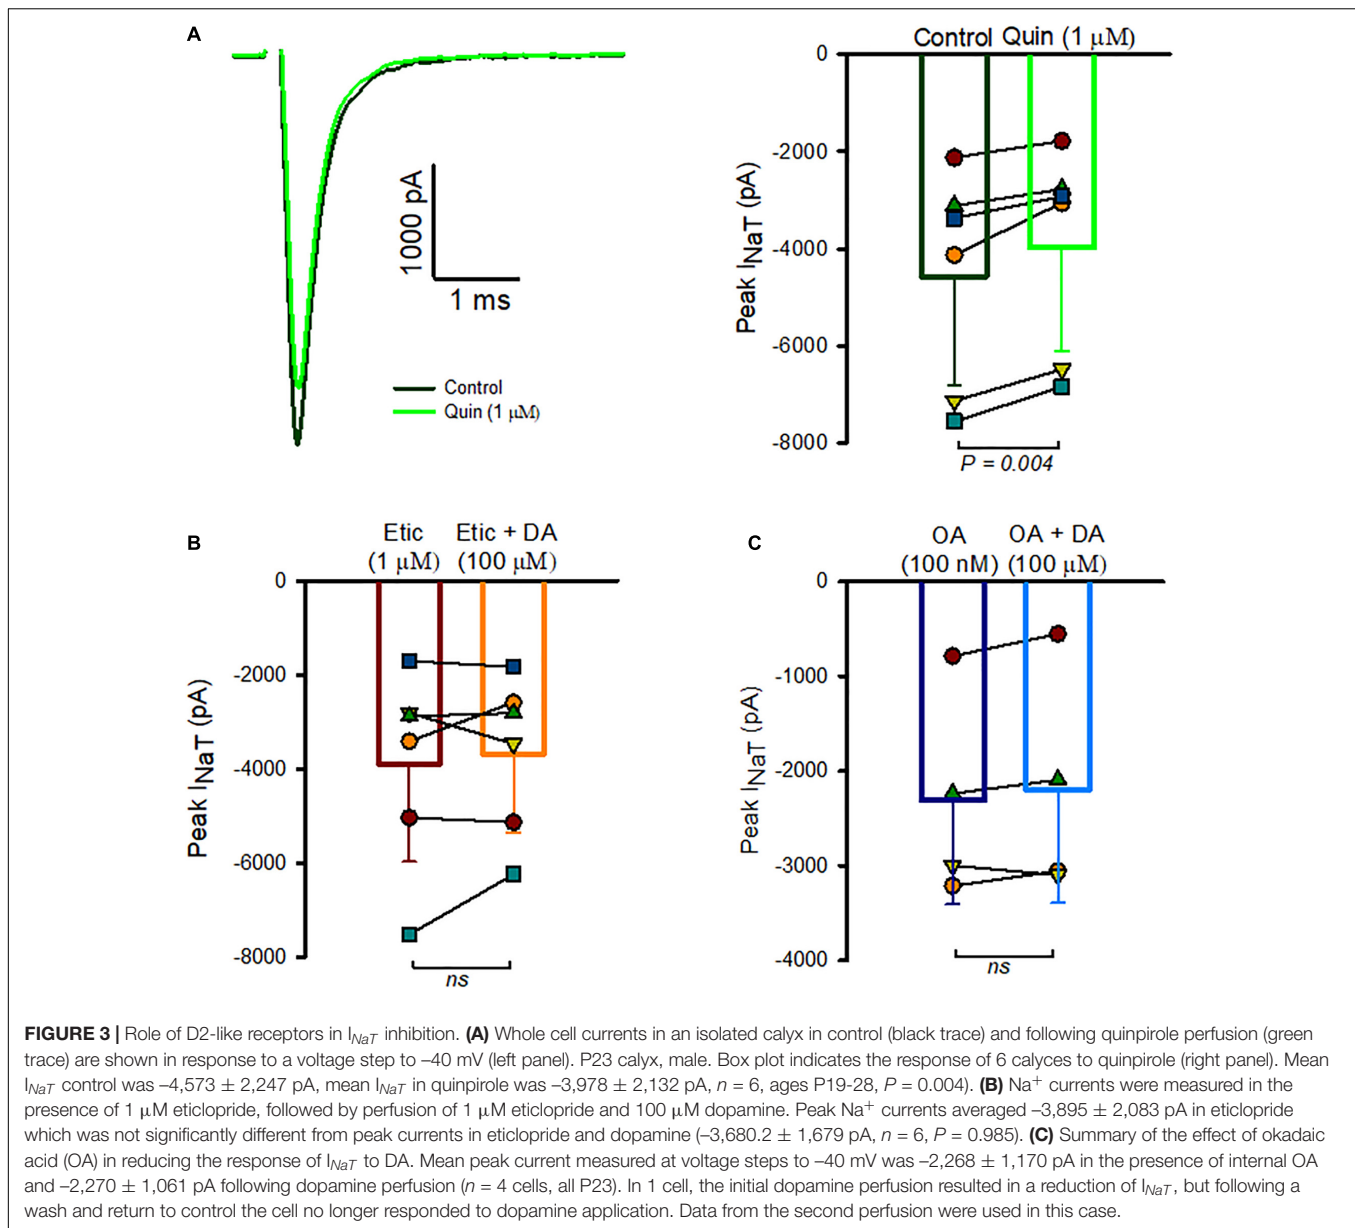 A
Control Quin (1 μM)
0
-2000
-4000
-6000
-8000
Peak INaT (pA)
1000 pA
1 ms
Control
Quin (1 μM)
P = 0.004
B
Etic Etic + DA
(1 μM) (100 μM)
0
-2000
-4000
-6000
-8000
Peak INaT (pA)
ns
C
OA OA + DA
(100 nM) (100 μM)
0
-1000
-2000
-3000
-4000
Peak INaT (pA)
ns
FIGURE 3 | Role of D2-like receptors in INaT inhibition. (A) Whole cell currents in an isolated calyx in control (black trace) and following quinpirole perfusion (green
trace) are shown in response to a voltage step to –40 mV (left panel). P23 calyx, male. Box plot indicates the response of 6 calyces to quinpirole (right panel). Mean
INaT control was –4,573 ± 2,247 pA, mean INaT in quinpirole was –3,978 ± 2,132 pA, n = 6, ages P19-28, P = 0.004). (B) Na+ currents were measured in the
presence of 1 μM eticlopride, followed by perfusion of 1 μM eticlopride and 100 μM dopamine. Peak Na+ currents averaged –3,895 ± 2,083 pA in eticlopride
which was not significantly different from peak currents in eticlopride and dopamine (–3,680.2 ± 1,679 pA, n = 6, P = 0.985). (C) Summary of the effect of okadaic
acid (OA) in reducing the response of INaT to DA. Mean peak current measured at voltage steps to –40 mV was –2,268 ± 1,170 pA in the presence of internal OA
and –2,270 ± 1,061 pA following dopamine perfusion (n = 4 cells, all P23). In 1 cell, the initial dopamine perfusion resulted in a reduction of INaT, but following a
wash and return to control the cell no longer responded to dopamine application. Data from the second perfusion were used in this case.